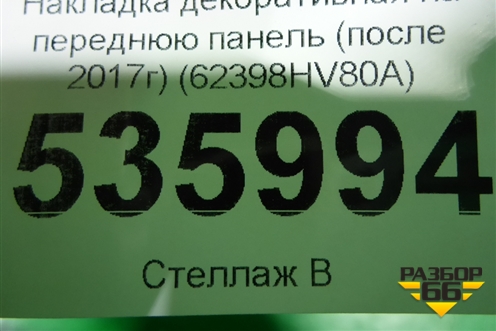 Накладка декоративная на
переднюю панель (после
2017г) (62398HV80A)
535994
Стеллаж В
РАЗБОР
66